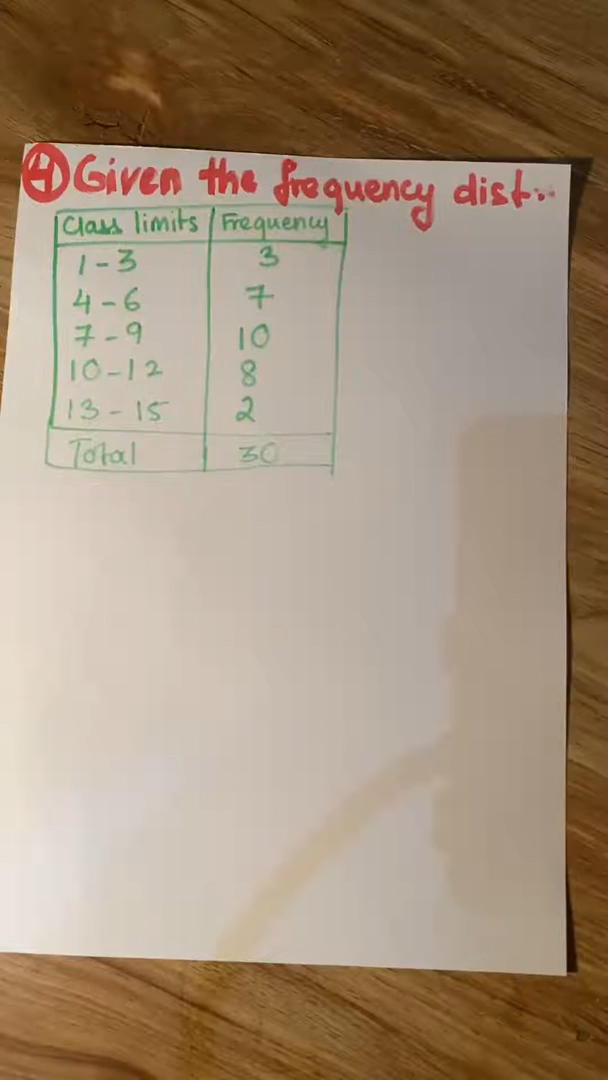 4 Given the frequency dist...
Class limits Frequency
1-3 3
4-6 7
7-9 10
10-12 8
13-15 2
Total 30